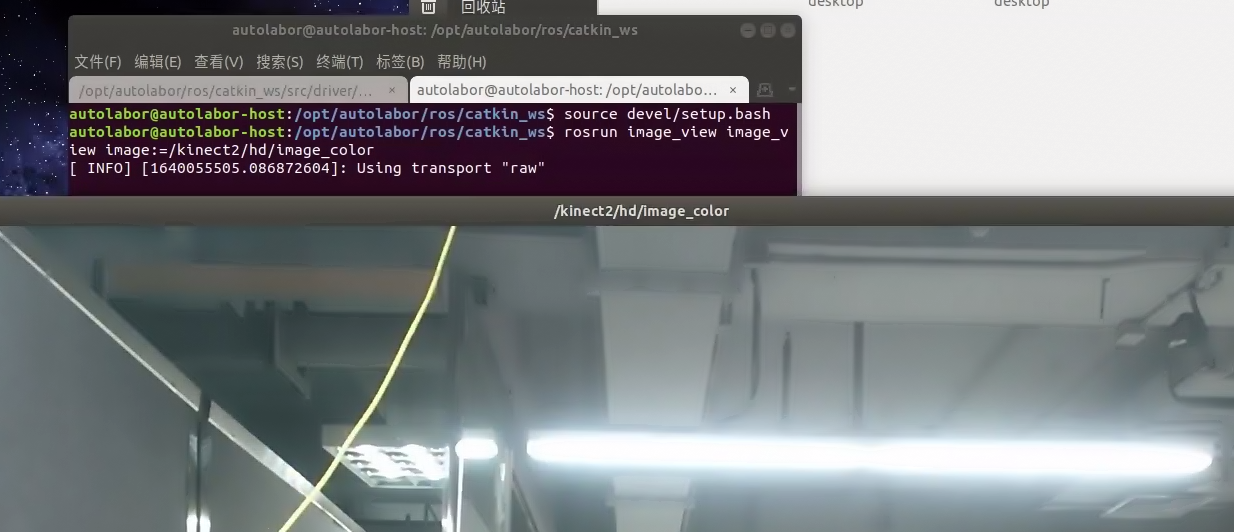 回收站
desktop desktop
autolabor@autolabor-host: /opt/autolabor/ros/catkin_ws
文件(F) 编辑(E) 查看(V) 搜索(S) 终端(T) 标签(B) 帮助(H)
/opt/autolabor/ros/catkin_ws/src/driver/... × autolabor@autolabor-host: /opt/autolabo... ×
autolabor@autolabor-host:/opt/autolabor/ros/catkin_ws$ source devel/setup.bash
autolabor@autolabor-host:/opt/autolabor/ros/catkin_ws$ rosrun image_view image_v
iew image:=/kinect2/hd/image_color
[ INFO] [1640055505.086872604]: Using transport "raw"
/kinect2/hd/image_color